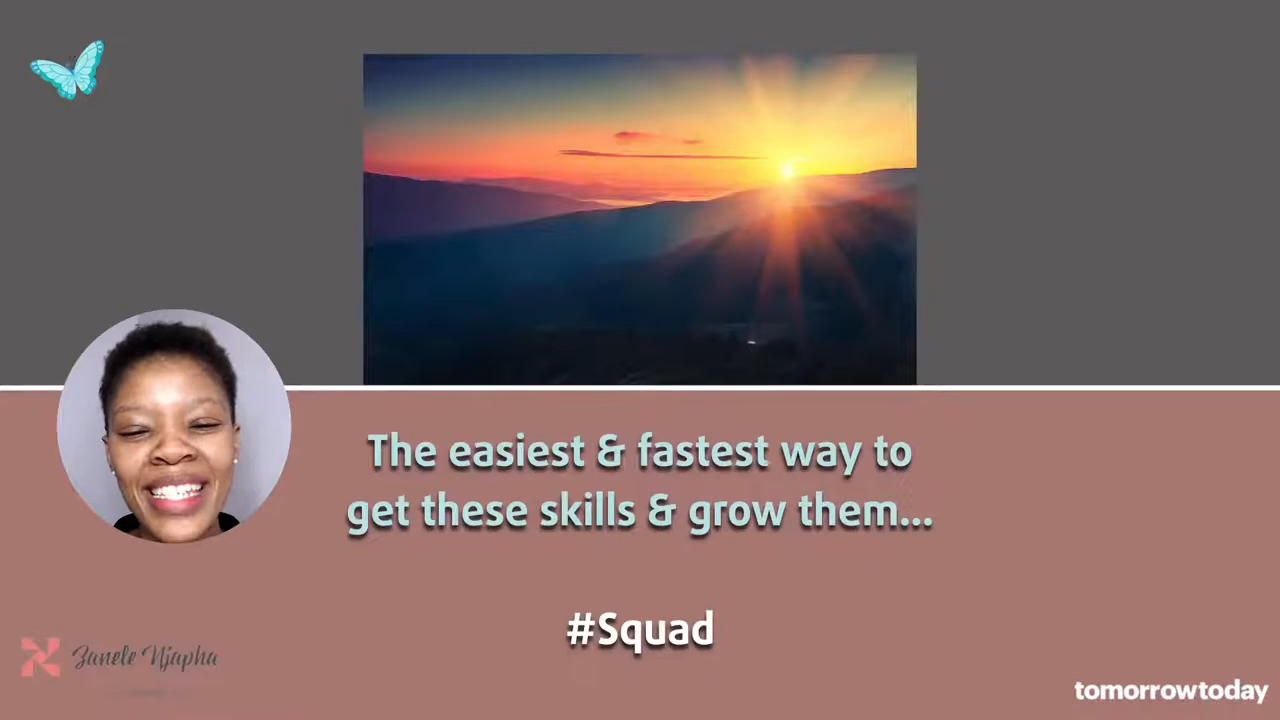 The easiest & fastest way to
get these skills & grow them...
#Squad
Zanele Njapha
tomorrowtoday